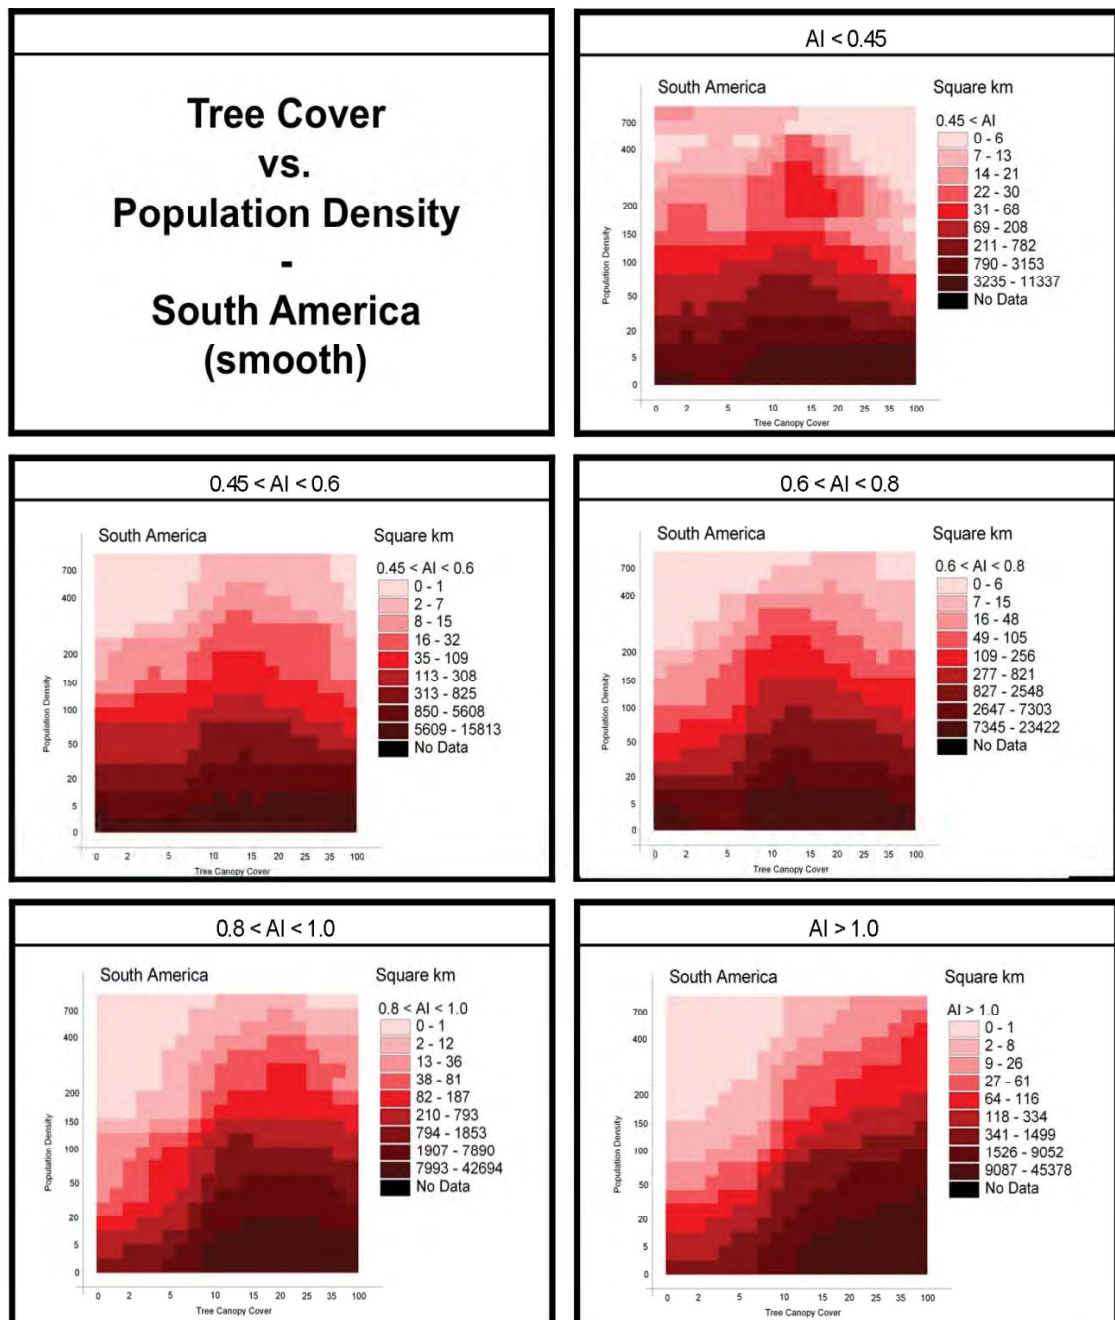 Tree Cover
vs.
Population Density
-
South America
(smooth)
AI < 0.45
South America
Square km
0.45 < AI
0 - 6
7 - 13
14 - 21
22 - 30
31 - 68
69 - 208
211 - 782
790 - 3153
3235 - 11337
No Data
Population Density
700
400
200
150
100
50
20
5
0
0 2 5 10 15 20 25 35 100
Tree Canopy Cover
0.45 < AI < 0.6
South America
Square km
0.45 < AI < 0.6
0 - 1
2 - 7
8 - 15
16 - 32
35 - 109
113 - 308
313 - 825
850 - 5608
5609 - 15813
No Data
Population Density
700
400
200
150
100
50
20
5
0
0 2 5 10 15 20 25 35 100
Tree Canopy Cover
0.6 < AI < 0.8
South America
Square km
0.6 < AI < 0.8
0 - 6
7 - 15
16 - 48
49 - 105
109 - 256
277 - 821
827 - 2548
2647 - 7303
7345 - 23422
No Data
Population Density
700
400
200
150
100
50
20
5
0
0 2 5 10 15 20 25 35 100
Tree Canopy Cover
0.8 < AI < 1.0
South America
Square km
0.8 < AI < 1.0
0 - 1
2 - 12
13 - 36
38 - 81
82 - 187
210 - 793
794 - 1853
1907 - 7890
7993 - 42694
No Data
Population Density
700
400
200
150
100
50
20
5
0
0 2 5 10 15 20 25 35 100
Tree Canopy Cover
AI > 1.0
South America
Square km
AI > 1.0
0 - 1
2 - 8
9 - 26
27 - 61
64 - 116
118 - 334
341 - 1499
1526 - 9052
9087 - 45378
No Data
Population Density
700
400
200
150
100
50
20
5
0
0 2 5 10 15 20 25 35 100
Tree Canopy Cover